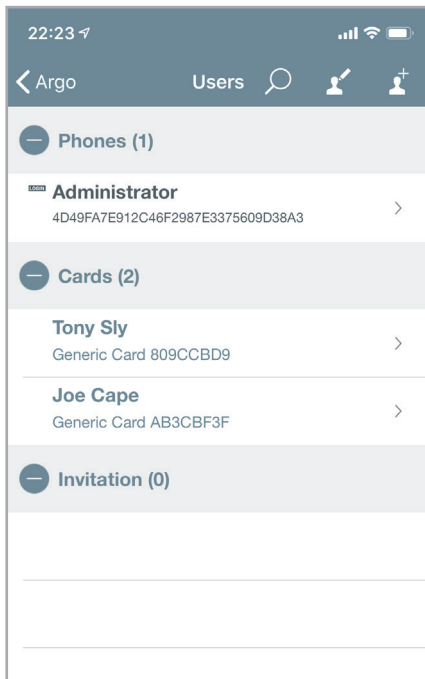 22:23
Argo
Users
Phones (1)
LOGIN
Administrator
4D49FA7E912C46F2987E3375609D38A3
Cards (2)
Tony Sly
Generic Card 809CCBD9
Joe Cape
Generic Card AB3CBF3F
Invitation (0)